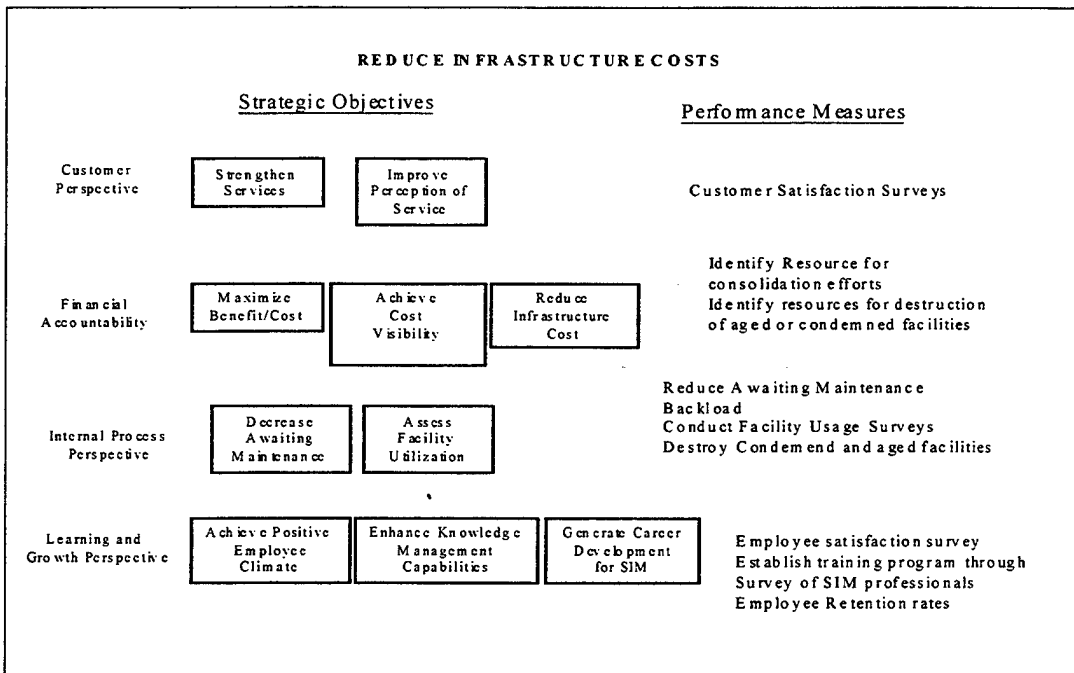 REDUCE INFRASTRUCTURE COSTS
Strategic Objectives
Performance Measures
Customer
Perspective
Strengthen
Services
Improve
Perception of
Service
Customer Satisfaction Surveys
Financial
Accountability
Maximize
Benefit/Cost
Achieve
Cost
Visibility
Reduce
Infrastructure
Cost
Identify Resource for
consolidation efforts
Identify resources for destruction
of aged or condemned facilities
Internal Process
Perspective
Decrease
Awaiting
Maintenance
Assess
Facility
Utilization
Reduce Awaiting Maintenance
Backload
Conduct Facility Usage Surveys
Destroy Condemend and aged facilities
Learning and
Growth Perspective
Achieve Positive
Employee
Climate
Enhance Knowledge
Management
Capabilities
Generate Career
Development
for SIM
Employee satisfaction survey
Establish training program through
Survey of SIM professionals
Employee Retention rates